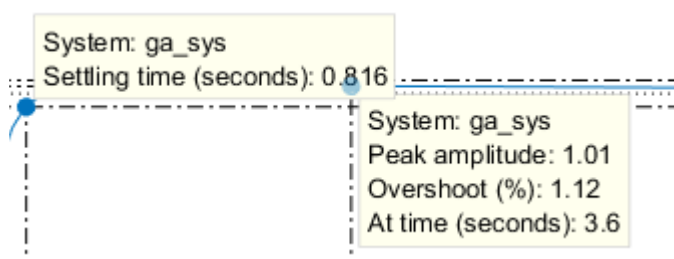 System: ga_sys
Settling time (seconds): 0.816
System: ga_sys
Peak amplitude: 1.01
Overshoot (%): 1.12
At time (seconds): 3.6